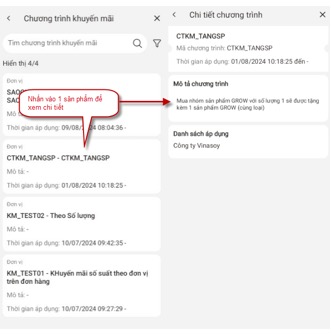 Chương trình khuyến mãi
Tìm chương trình khuyến mãi
Hiển thị 4/4
Đơn vị
Nhấn vào 1 sản phẩm để
xem chi tiết
Mô tả: -
Thời gian áp dụng: 09/08/2024 08:04:36 -
Đơn vị
CTKM_TANGSP - CTKM_TANGSP
Mô tả: -
Thời gian áp dụng: 01/08/2024 10:18:25 -
Đơn vị
KM_TEST02 - Theo Số lượng
Mô tả: -
Thời gian áp dụng: 10/07/2024 09:42:35 -
Đơn vị
KM_TEST01 - KHuyến mãi số suất theo đơn vị
trên đơn hàng
Mô tả: -
Thời gian áp dụng: 10/07/2024 09:27:29 -
Chi tiết chương trình
CTKM_TANGSP
Mã chương trình: CTKM_TANGSP
Thời gian áp dụng: 01/08/2024 10:18:25 đến -
Mô tả chương trình
Mua nhóm sản phẩm GROW với số lượng 1 sẽ được tặng
kèm 1 sản phẩm GROW (cùng loại)
Danh sách áp dụng
Công ty Vinasoy